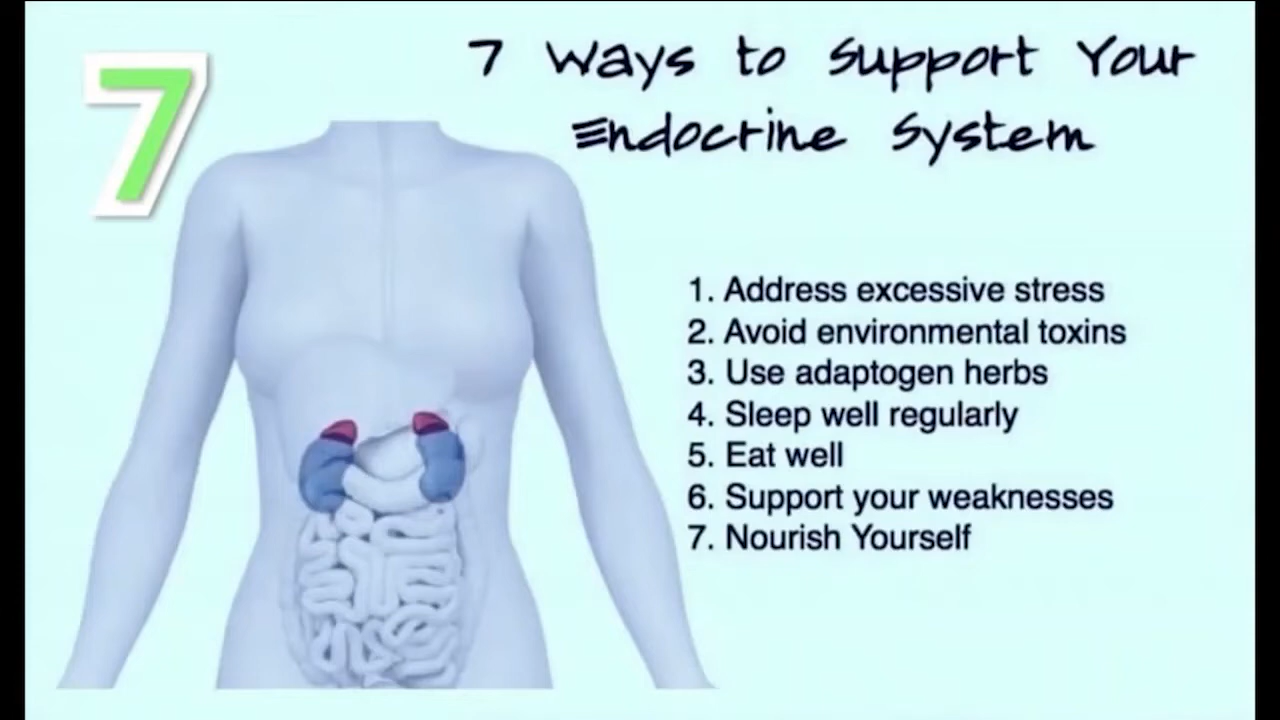 7
7 Ways to Support Your
Endocrine System
1. Address excessive stress
2. Avoid environmental toxins
3. Use adaptogen herbs
4. Sleep well regularly
5. Eat well
6. Support your weaknesses
7. Nourish Yourself